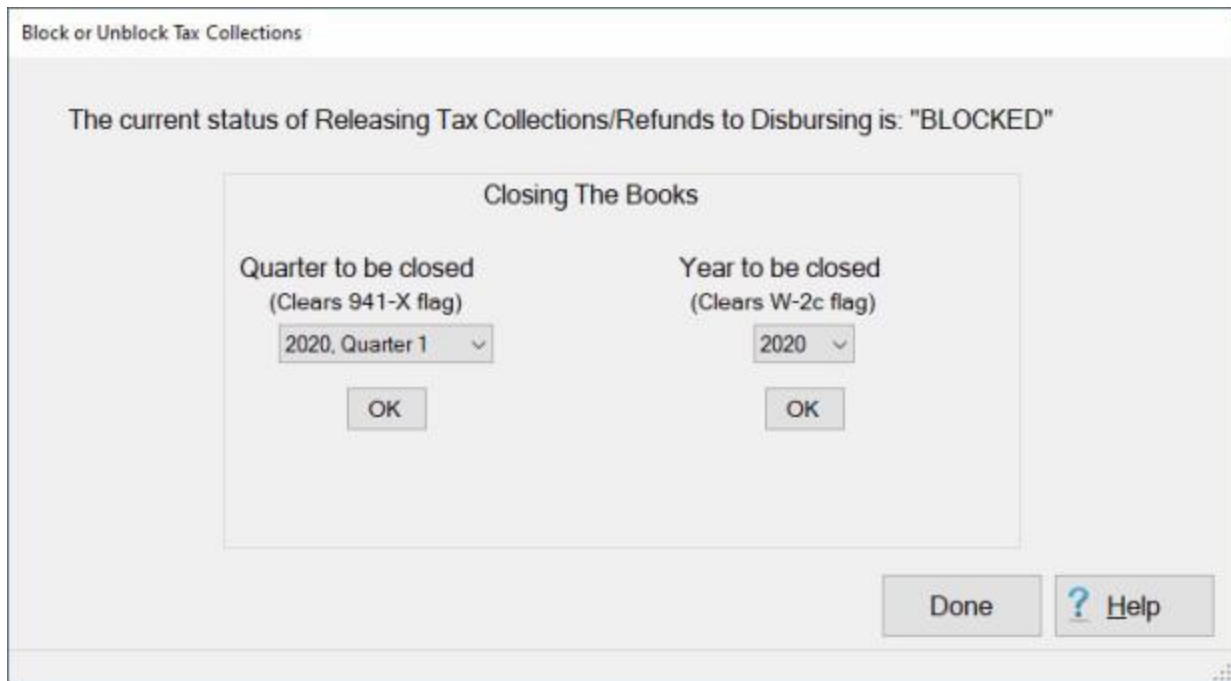 Block or Unblock Tax Collections
The current status of Releasing Tax Collections/Refunds to Disbursing is: "BLOCKED"
Closing The Books
Quarter to be closed
(Clears 941-X flag)
2020, Quarter 1
OK
Year to be closed
(Clears W-2c flag)
2020
OK
Done
? Help